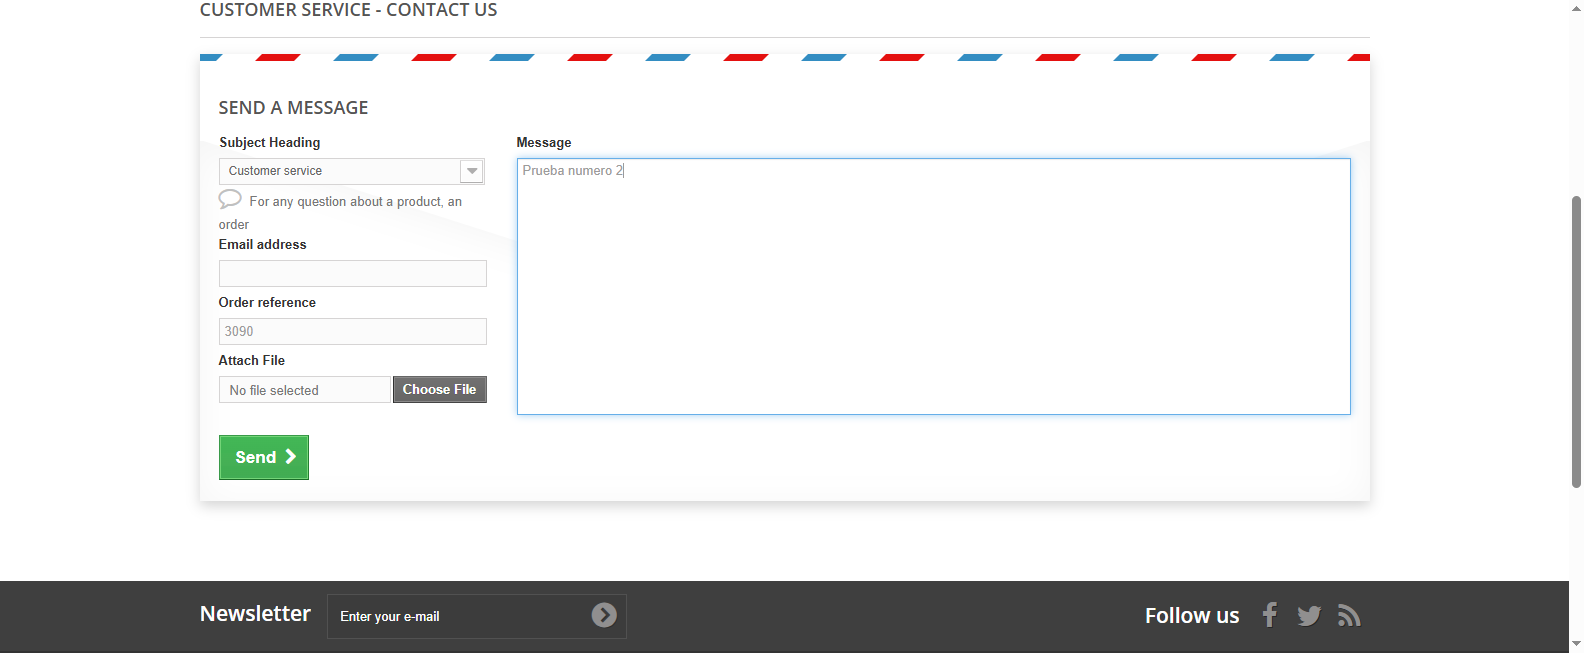 CUSTOMER SERVICE - CONTACT US
SEND A MESSAGE
Subject Heading
Customer service
For any question about a product, an
order
Email address
Order reference
3090
Attach File
No file selected
Choose File
Send
Message
Prueba numero 2
Newsletter
Enter your e-mail
Follow us